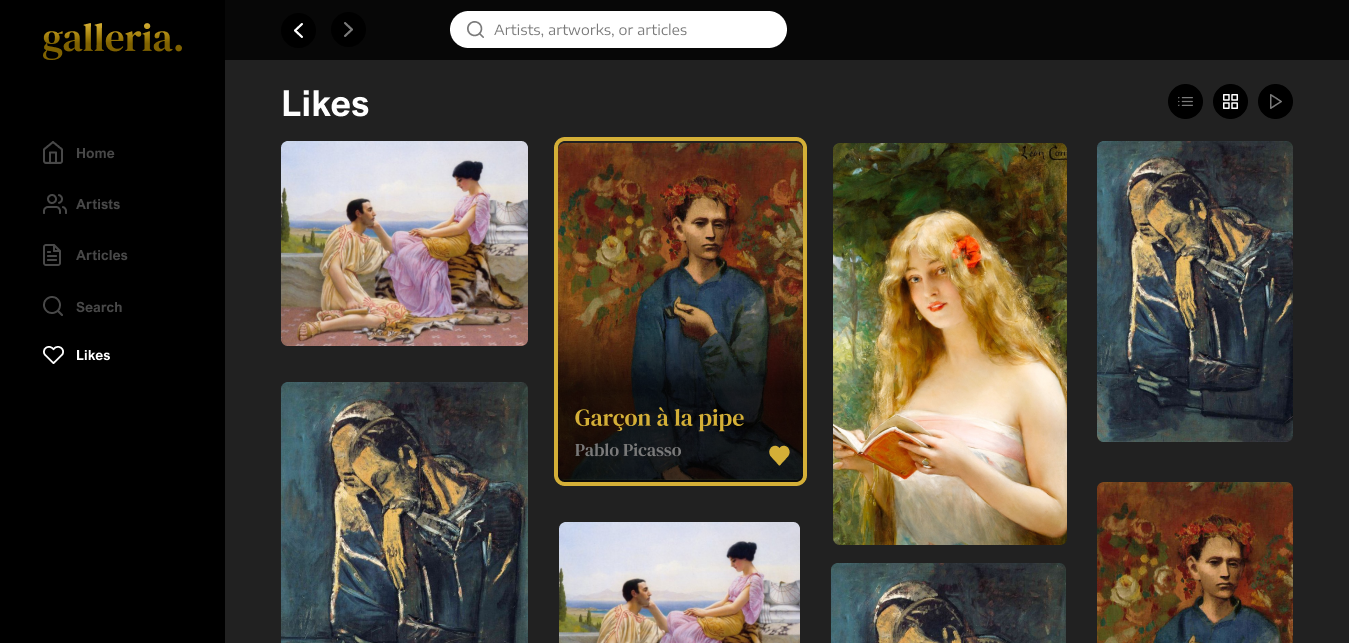 galleria.
Artists, artworks, or articles
Likes
Home
Artists
Articles
Search
Likes
Garçon à la pipe
Pablo Picasso